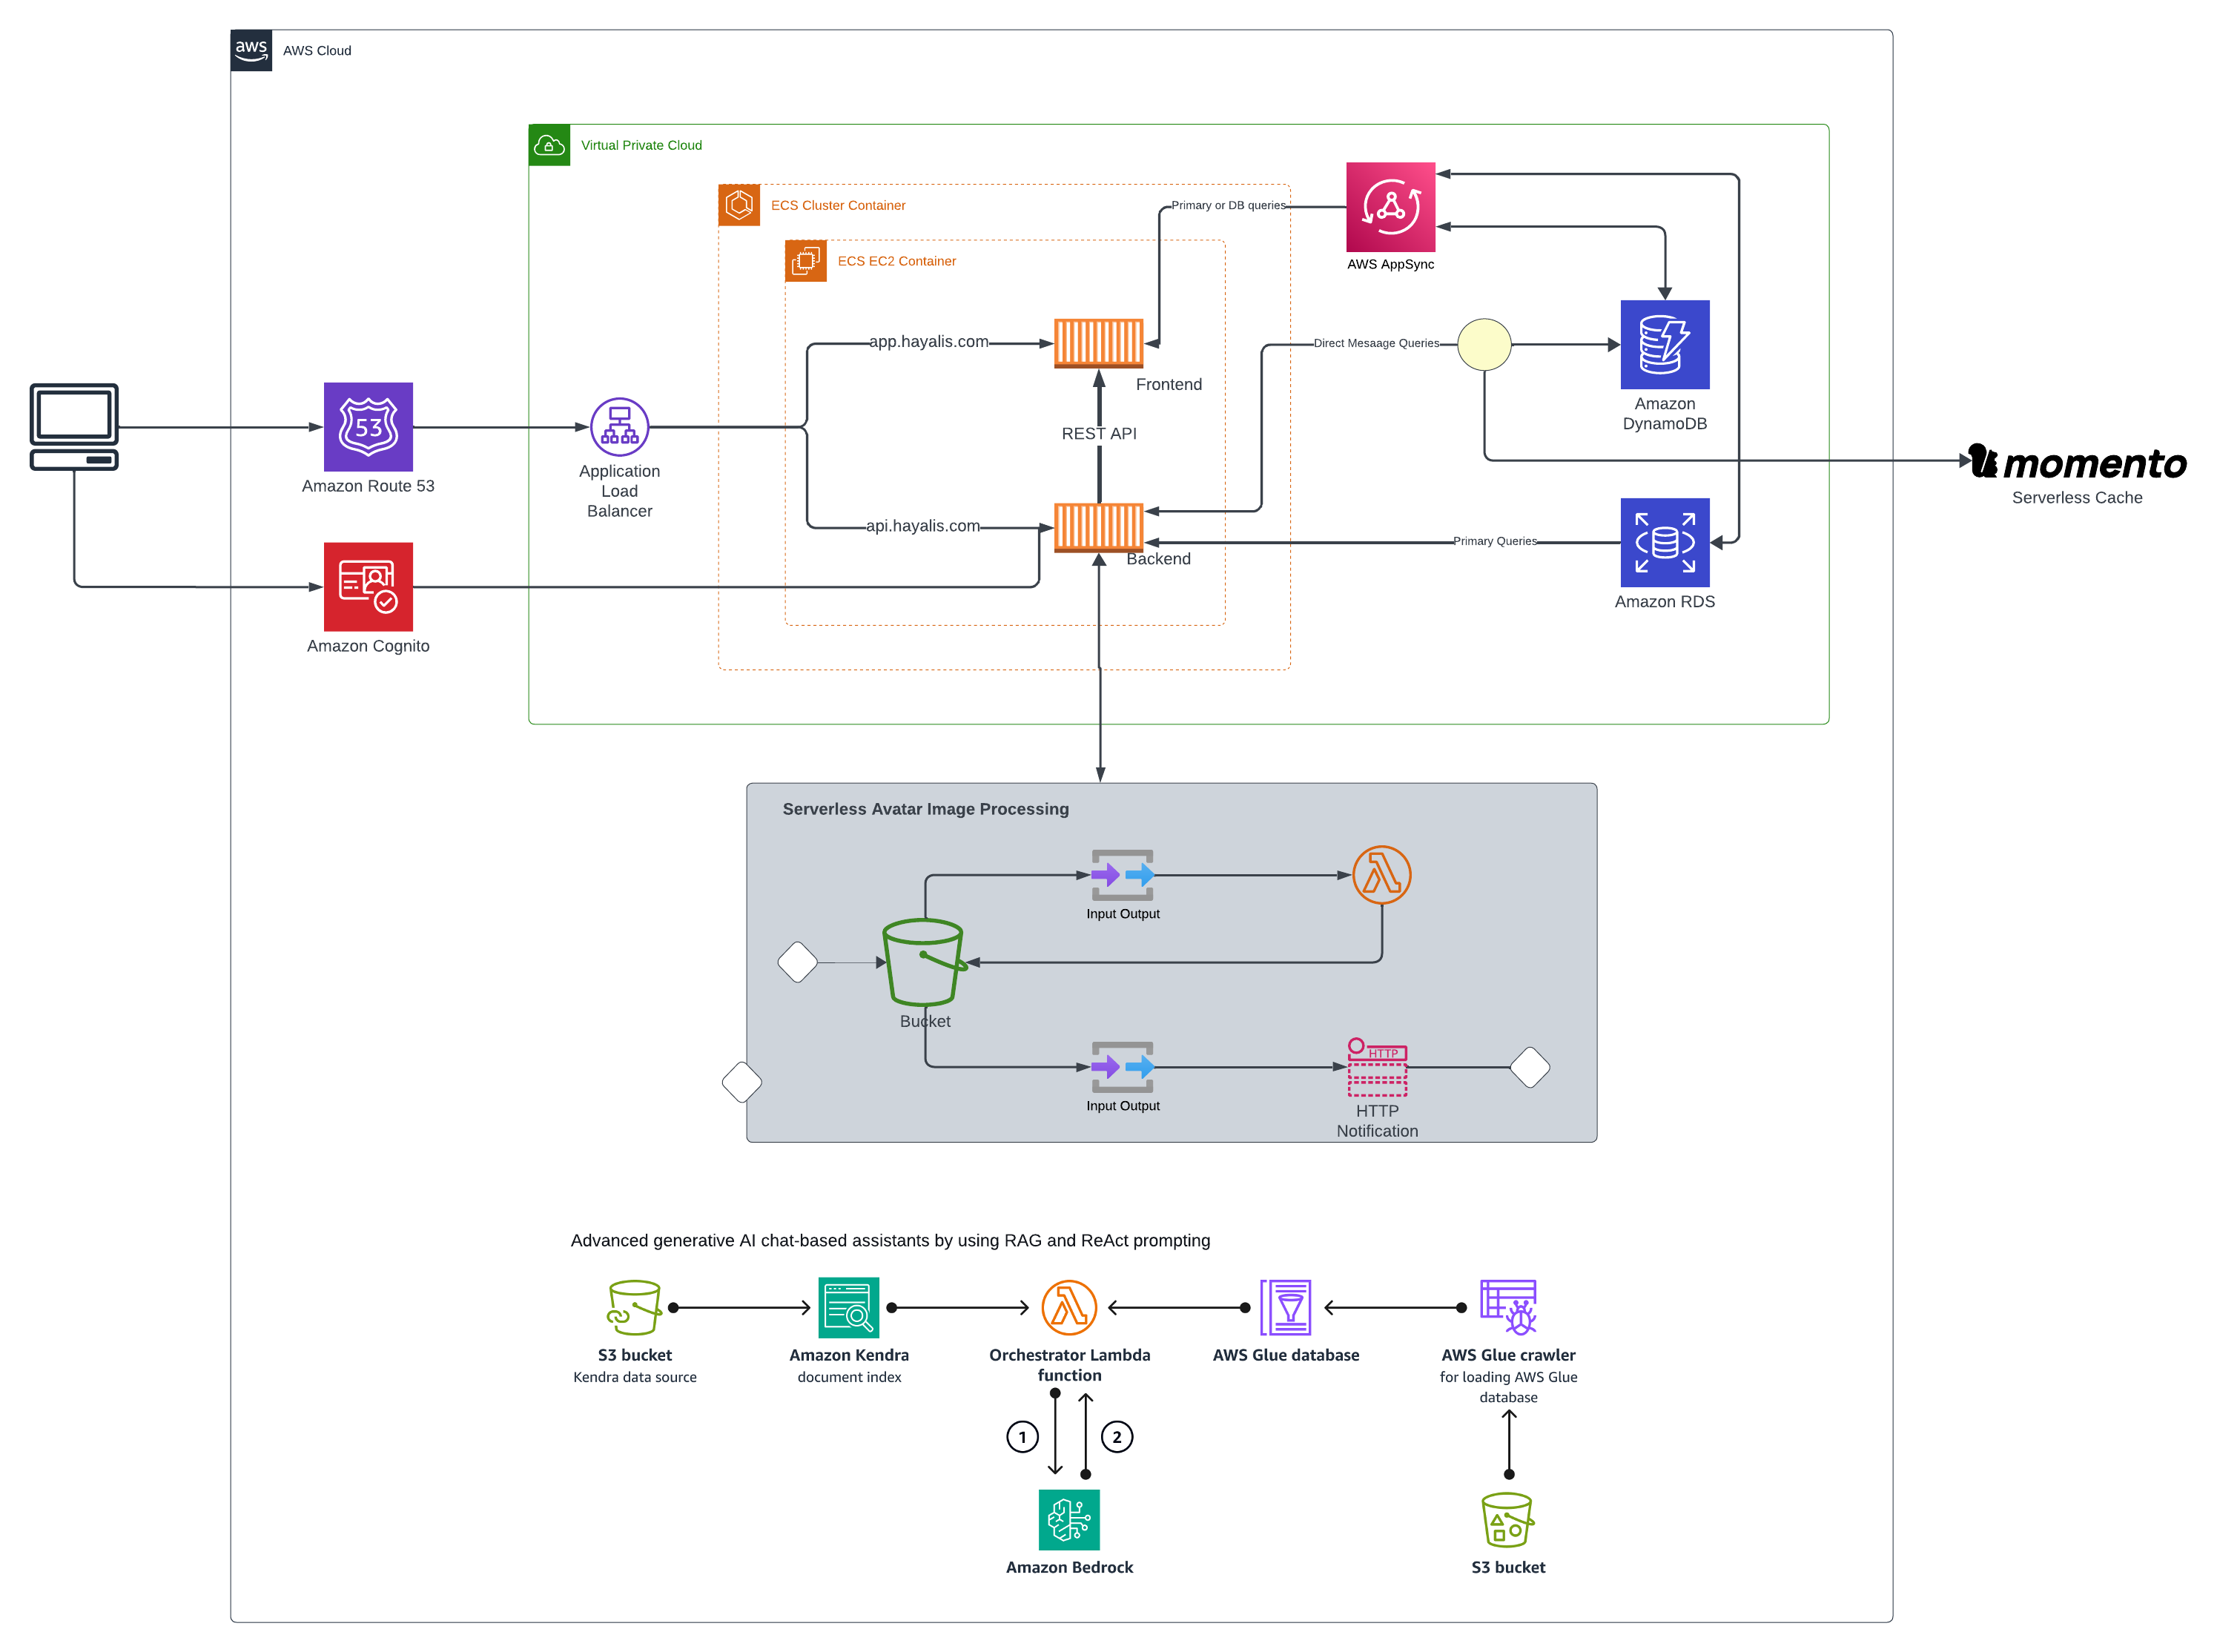 aws
AWS Cloud
Virtual Private Cloud
ECS Cluster Container
ECS EC2 Container
Primary or DB queries
AWS AppSync
app.hayalis.com
Frontend
REST API
Direct Mesaage Queries
Amazon
DynamoDB
53
Amazon Route 53
Application
Load
Balancer
momento
Serverless Cache
api.hayalis.com
Backend
Primary Queries
Amazon RDS
Amazon Cognito
Serverless Avatar Image Processing
Input Output
Bucket
Input Output
HTTP
HTTP
Notification
Advanced generative AI chat-based assistants by using RAG and ReAct prompting
S3 bucket
Kendra data source
Amazon Kendra
document index
Orchestrator Lambda
function
AWS Glue database
AWS Glue crawler
for loading AWS Glue
database
1
2
Amazon Bedrock
S3 bucket